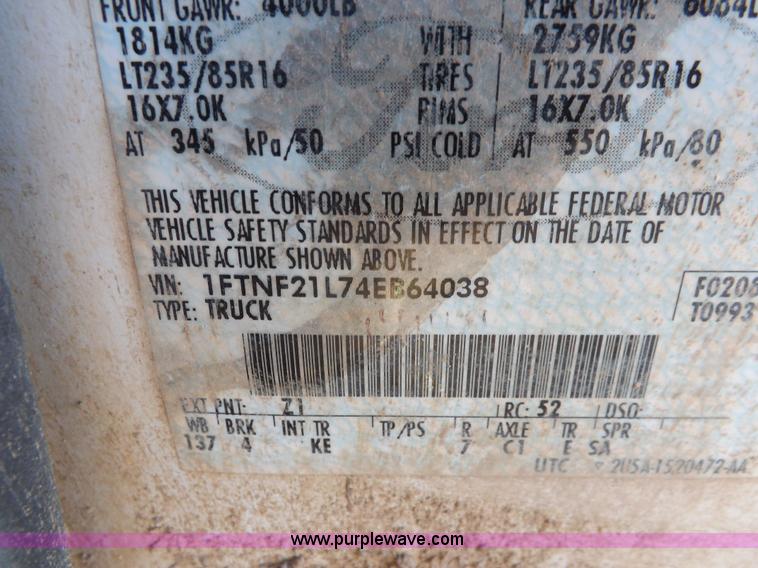 FRONT GAWR: 4000LB REAR GAWR: 6084L
1814KG WITH 2759KG
LT235/85R16 TIRES LT235/85R16
16X7.0K RIMS 16X7.0K
AT 345 kPa/50 PSI COLD AT 550 kPa/80
THIS VEHICLE CONFORMS TO ALL APPLICABLE FEDERAL MOTOR
VEHICLE SAFETY STANDARDS IN EFFECT ON THE DATE OF
MANUFACTURE SHOWN ABOVE.
VIN: 1FTNF21L74EB64038 F0208
TYPE: TRUCK T0993
EXT PNT: Z1 RC: 52 DSO:
WB BRK INT TR TP/PS R AXLE TR SPR
137 4 KE 7 C1 E SA
UTC 2U5A-1520472-AA
www.purplewave.com